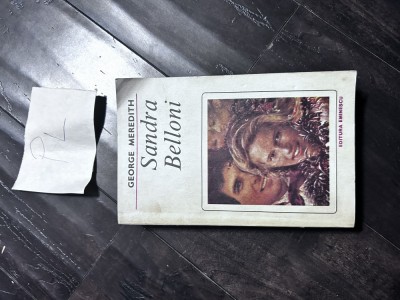 GEORGE MEREDITH
Sandra
Belloni
EDITURA EMINESCU